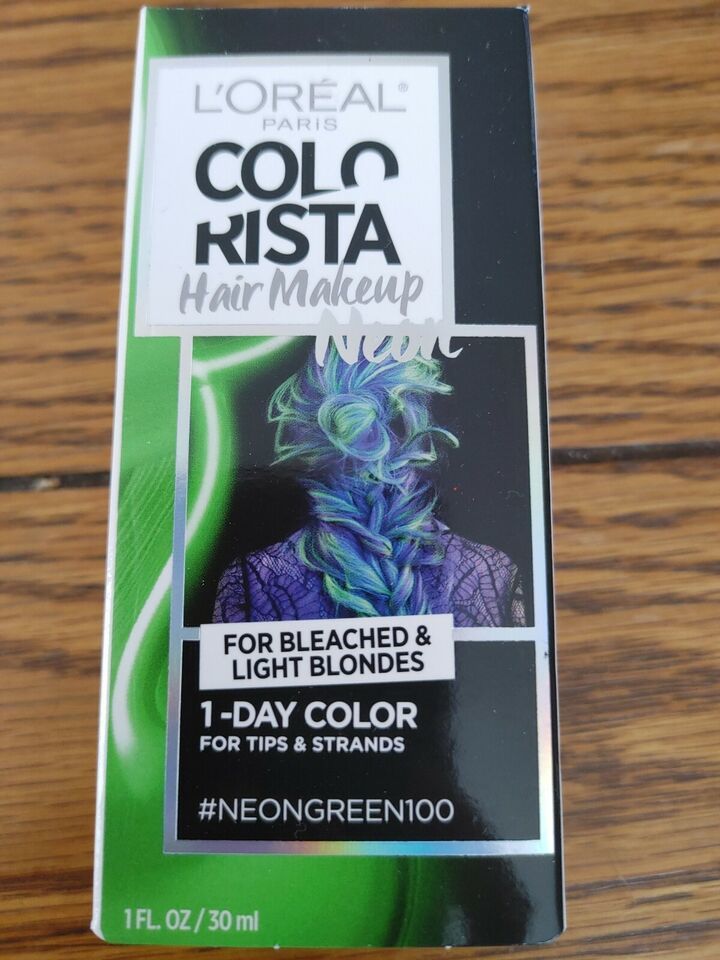 L'ORÉAL®
PARIS
COLO
RISTA
Hair Makeup
Neon
FOR BLEACHED &
LIGHT BLONDES
1-DAY COLOR
FOR TIPS & STRANDS
#NEONGREEN100
1 FL. OZ / 30 ml